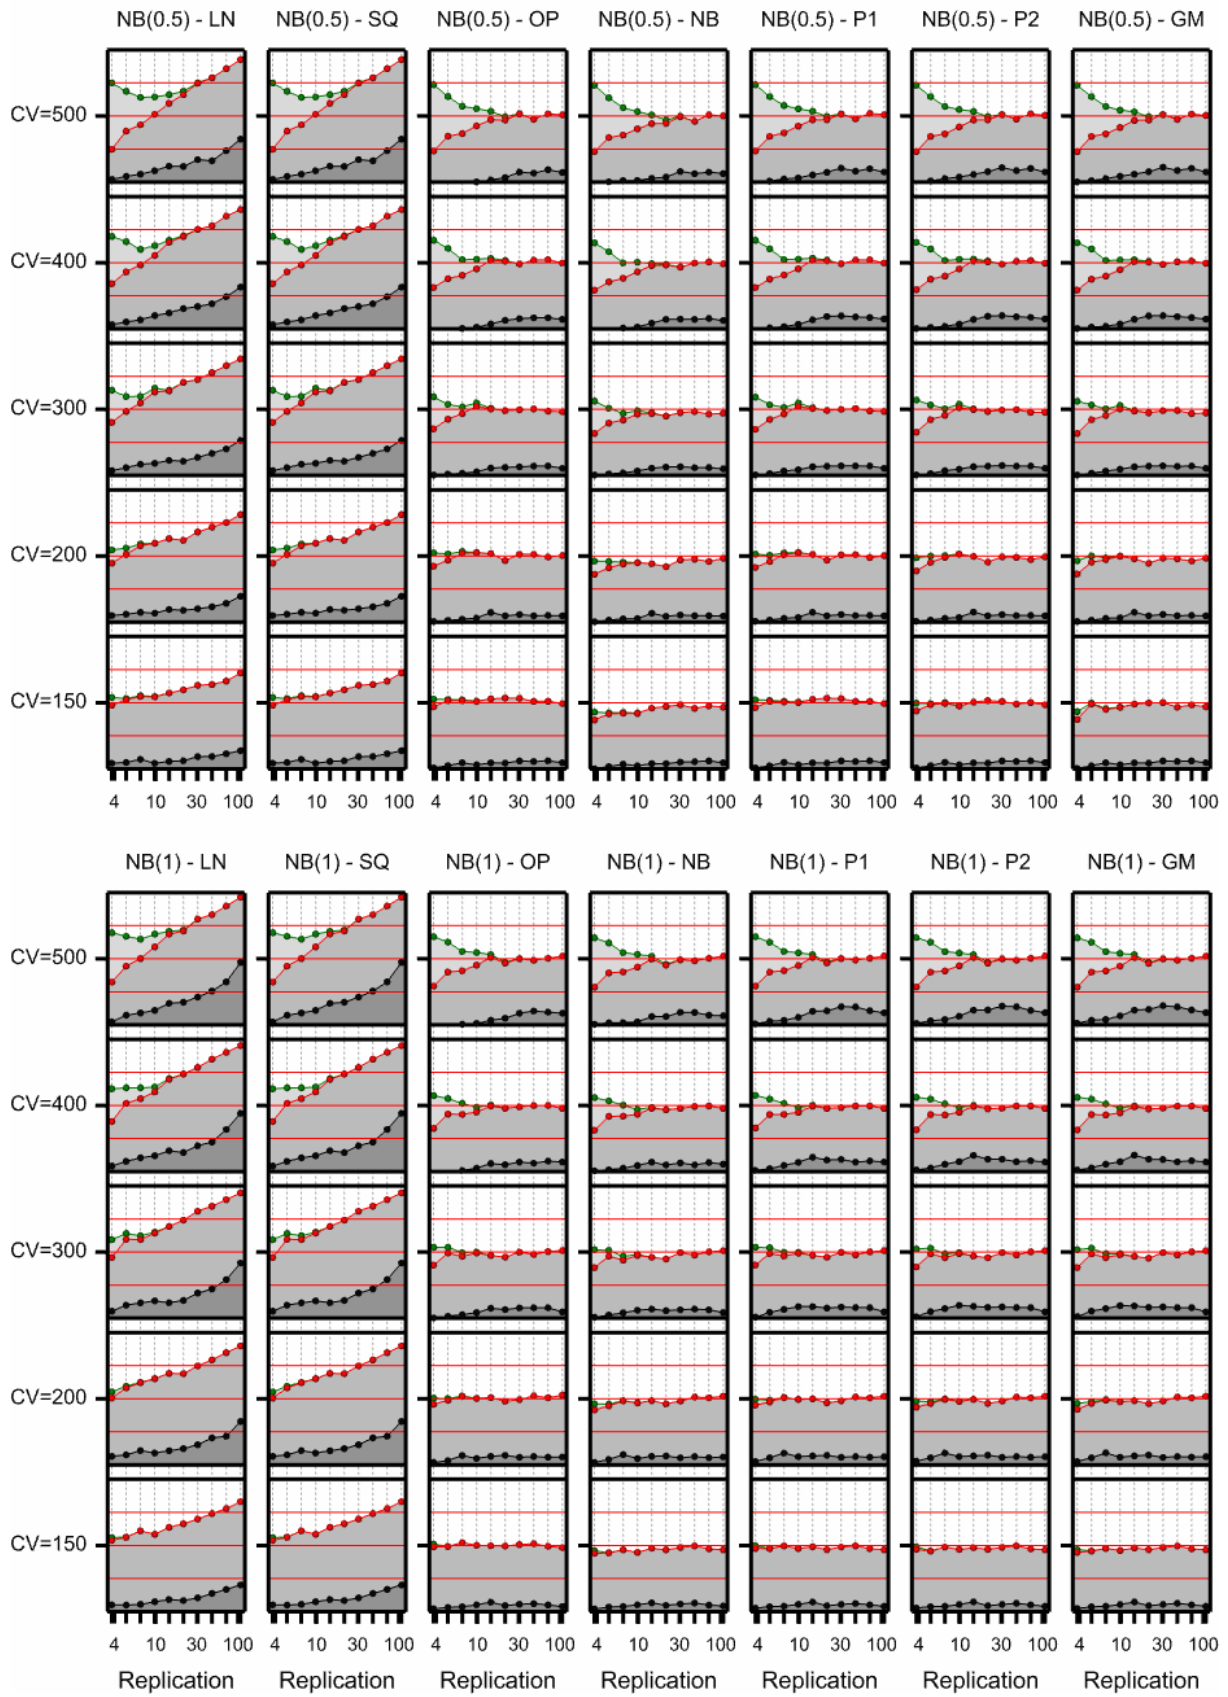 NB(0.5) - LN NB(0.5) - SQ NB(0.5) - OP NB(0.5) - NB NB(0.5) - P1 NB(0.5) - P2 NB(0.5) - GM
CV=500
CV=400
CV=300
CV=200
CV=150
4 10 30 100 4 10 30 100 4 10 30 100 4 10 30 100 4 10 30 100 4 10 30 100 4 10 30 100
NB(1) - LN NB(1) - SQ NB(1) - OP NB(1) - NB NB(1) - P1 NB(1) - P2 NB(1) - GM
CV=500
CV=400
CV=300
CV=200
CV=150
4 10 30 100 4 10 30 100 4 10 30 100 4 10 30 100 4 10 30 100 4 10 30 100 4 10 30 100
Replication Replication Replication Replication Replication Replication Replication